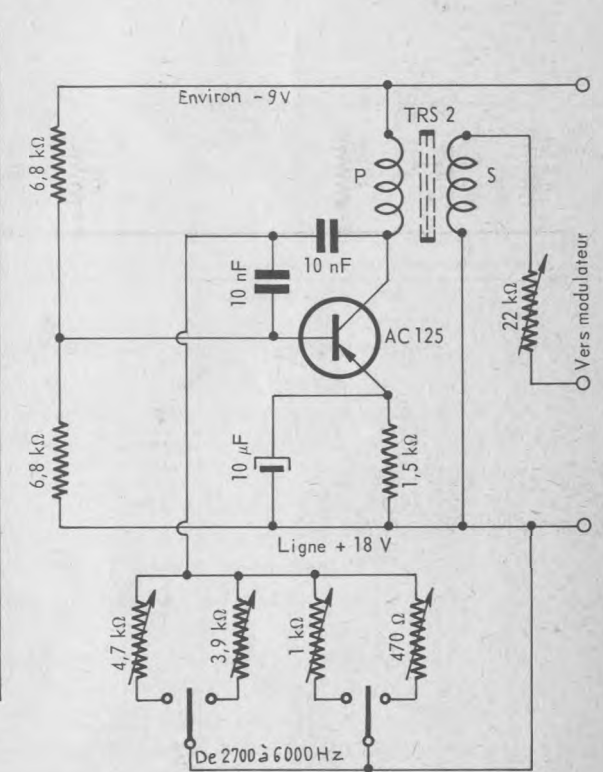 Environ - 9 V
TRS 2
6,8 kΩ
P
S
10 nF
10 nF
22 kΩ
AC 125
Vers modulateur
6,8 kΩ
10 µF
1,5 kΩ
Ligne + 18 V
4,7 kΩ
3,9 kΩ
1 kΩ
470 Ω
De 2700 à 6000 Hz